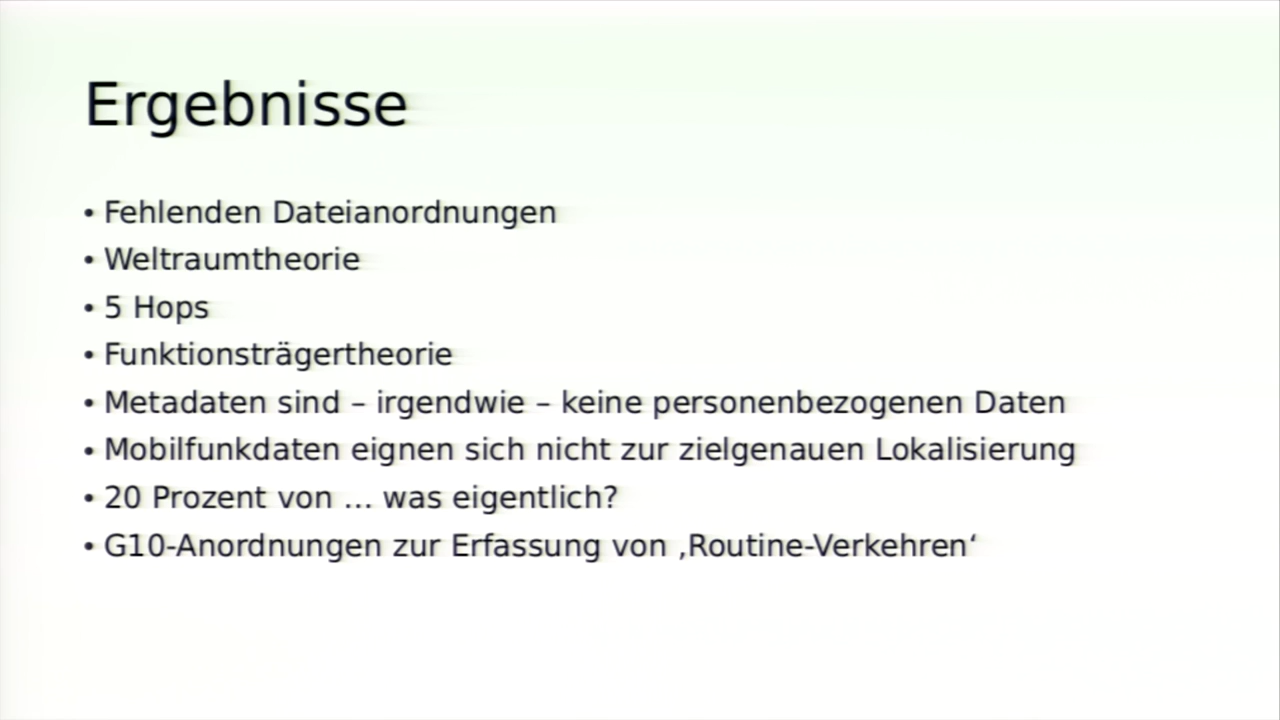 Ergebnisse
• Fehlenden Dateianordnungen
• Weltraumtheorie
• 5 Hops
• Funktionsträgertheorie
• Metadaten sind – irgendwie – keine personenbezogenen Daten
• Mobilfunkdaten eignen sich nicht zur zielgenauen Lokalisierung
• 20 Prozent von ... was eigentlich?
• G10-Anordnungen zur Erfassung von ‚Routine-Verkehren‘